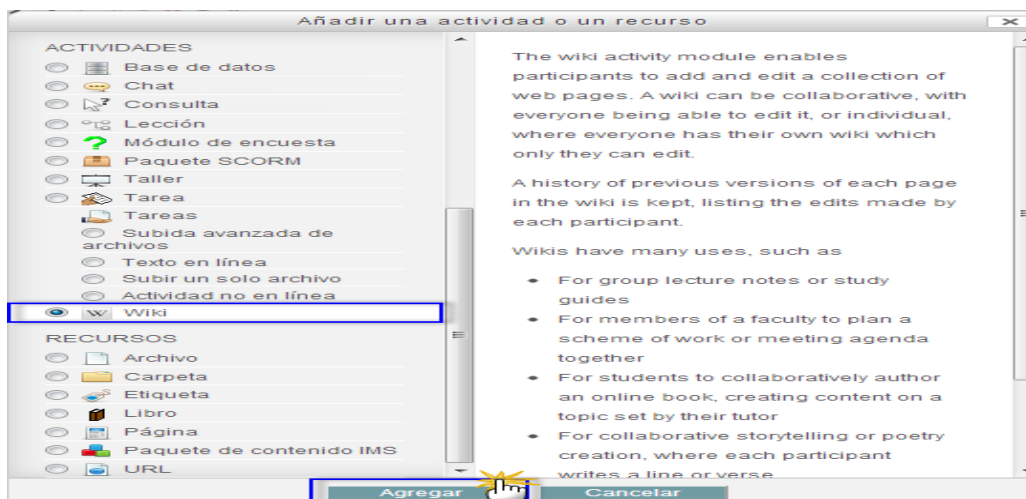 Añadir una actividad o un recurso
ACTIVIDADES
Base de datos
Chat
Consulta
Lección
Módulo de encuesta
Paquete SCORM
Taller
Tarea
Tareas
Subida avanzada de
archivos
Texto en línea
Subir un solo archivo
Actividad no en línea
Wiki
RECURSOS
Archivo
Carpeta
Etiqueta
Libro
Página
Paquete de contenido IMS
URL
The wiki activity module enables
participants to add and edit a collection of
web pages. A wiki can be collaborative, with
everyone being able to edit it, or individual,
where everyone has their own wiki which
only they can edit.
A history of previous versions of each page
in the wiki is kept, listing the edits made by
each participant.
Wikis have many uses, such as
• For group lecture notes or study
guides
• For members of a faculty to plan a
scheme of work or meeting agenda
together
• For students to collaboratively author
an online book, creating content on a
topic set by their tutor
• For collaborative storytelling or poetry
creation, where each participant
writes a line or verse
Agregar
Cancelar